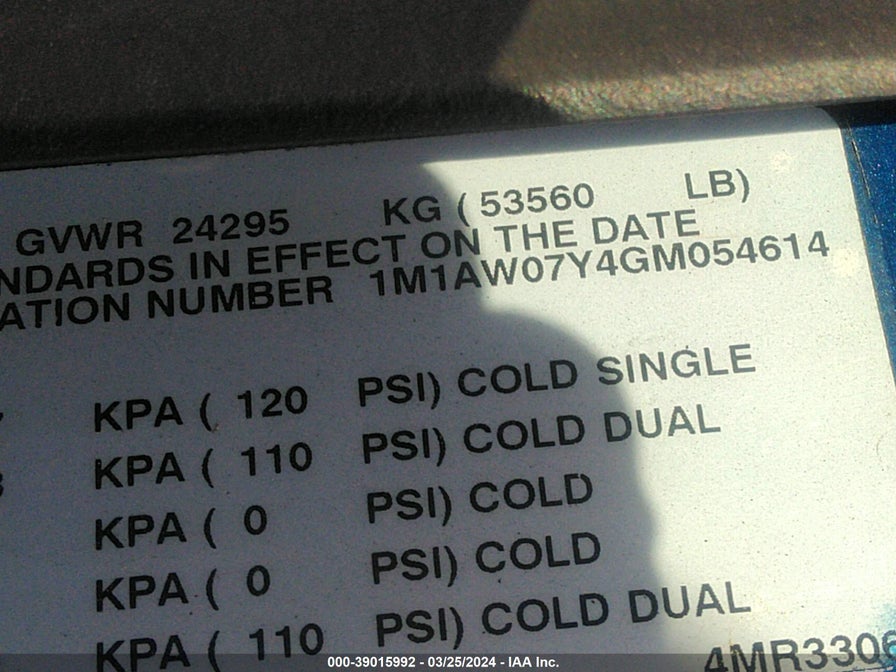 GVWR 24295 KG ( 53560 LB)
NDARDS IN EFFECT ON THE DATE
ATION NUMBER 1M1AW07Y4GM054614
KPA ( 120 PSI) COLD SINGLE
KPA ( 110 PSI) COLD DUAL
KPA ( 0 PSI) COLD
KPA ( 0 PSI) COLD
KPA ( 110 PSI) COLD DUAL
4MR3306
000-39015992 - 03/25/2024 - IAA Inc.